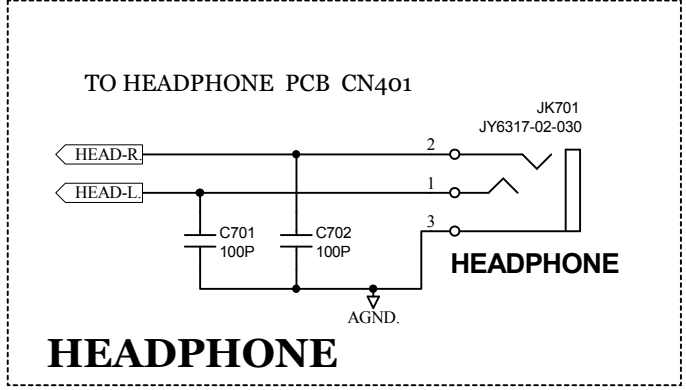 TO HEADPHONE PCB CN401
JK701
JY6317-02-030
HEAD-R.
2
HEAD-L.
1
3
C701
100P
C702
100P
HEADPHONE
AGND.
HEADPHONE